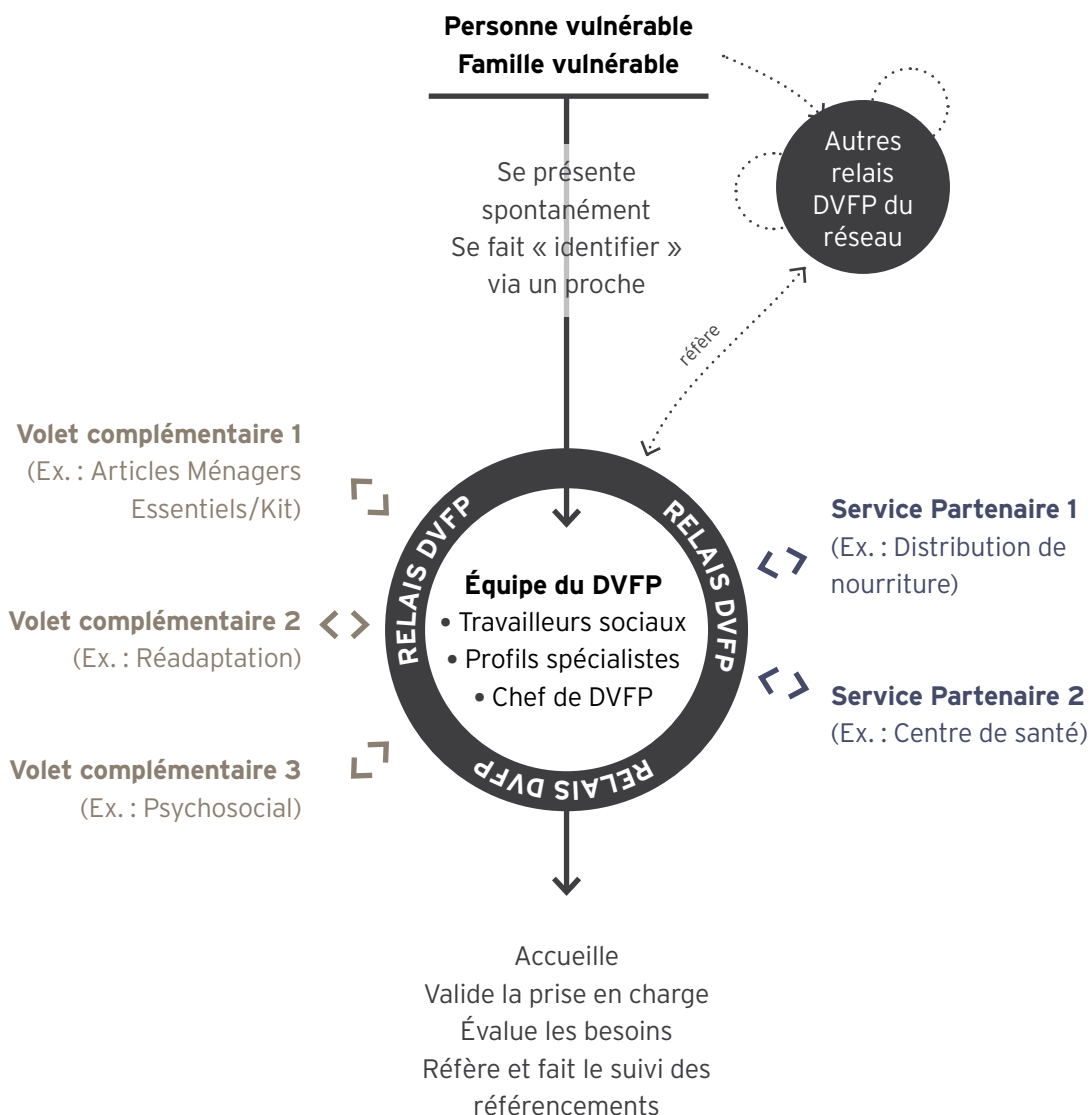 Personne vulnérable
Famille vulnérable
Se présente
spontanément
Se fait « identifier »
via un proche
Autres
relais
DVFP du
réseau
réfère
Volet complémentaire 1
(Ex. : Articles Ménagers
Essentiels/Kit)
Volet complémentaire 2
(Ex. : Réadaptation)
Volet complémentaire 3
(Ex. : Psychosocial)
RELAIS DVFP
RELAIS DVFP
RELAIS DVFP
Équipe du DVFP
• Travailleurs sociaux
• Profils spécialistes
• Chef de DVFP
Service Partenaire 1
(Ex. : Distribution de
nourriture)
Service Partenaire 2
(Ex. : Centre de santé)
Accueille
Valide la prise en charge
Évalue les besoins
Réfère et fait le suivi des
référencements